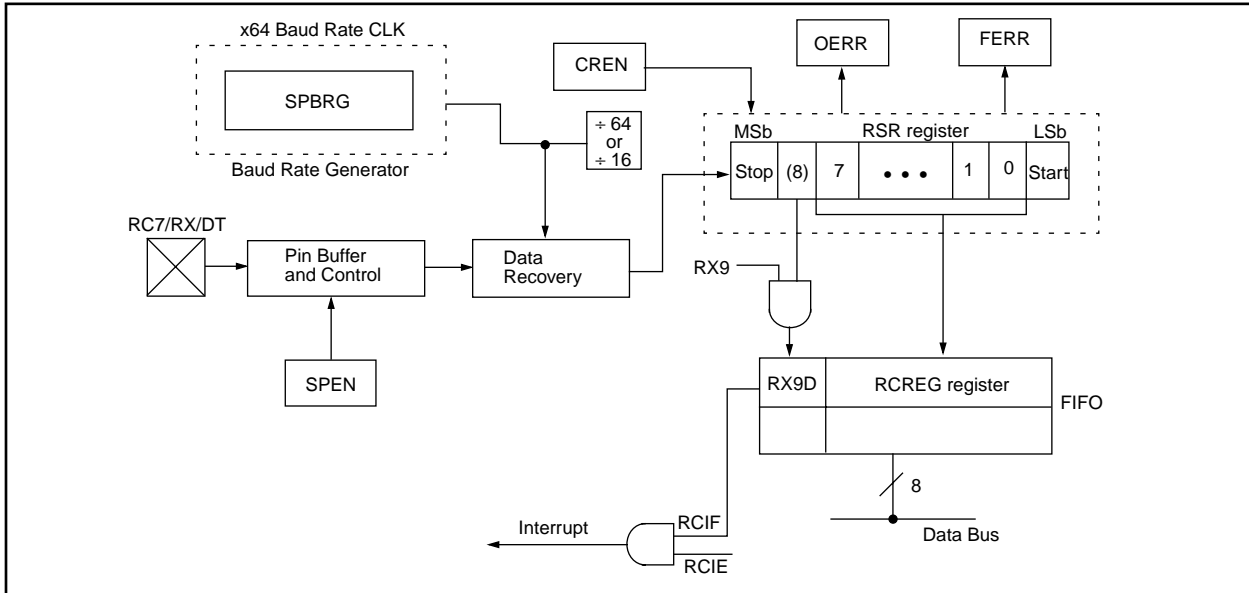 x64 Baud Rate CLK
SPBRG
Baud Rate Generator
CREN
OERR
FERR
÷ 64
or
÷ 16
MSb
RSR register
LSb
Stop
(8)
7
• • •
1
0
Start
RC7/RX/DT
Pin Buffer
and Control
Data
Recovery
RX9
SPEN
RX9D
RCREG register
FIFO
8
Data Bus
Interrupt
RCIF
RCIE